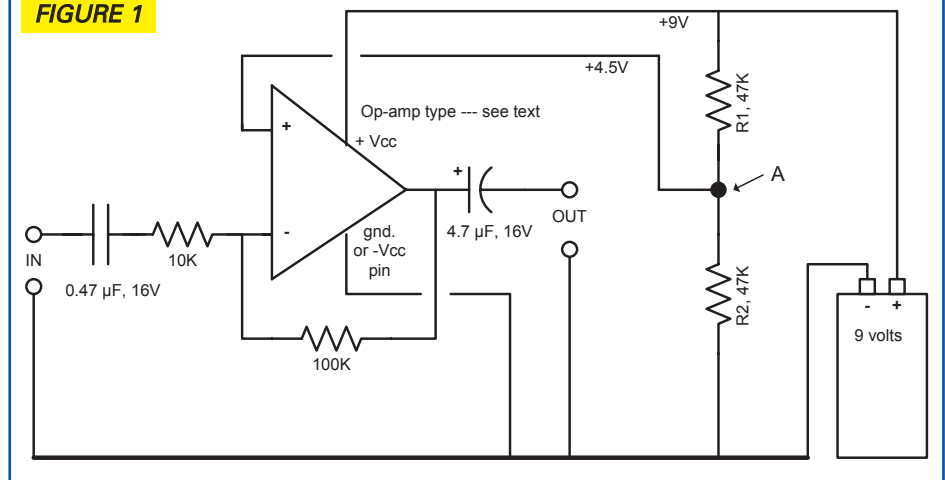 FIGURE 1
+9V
+4.5V
R1, 47K
Op-amp type --- see text
+
+ Vcc
A
+
OUT
4.7 µF, 16V
-
gnd.
or -Vcc
pin
IN
10K
0.47 µF, 16V
R2, 47K
- +
9 volts
100K